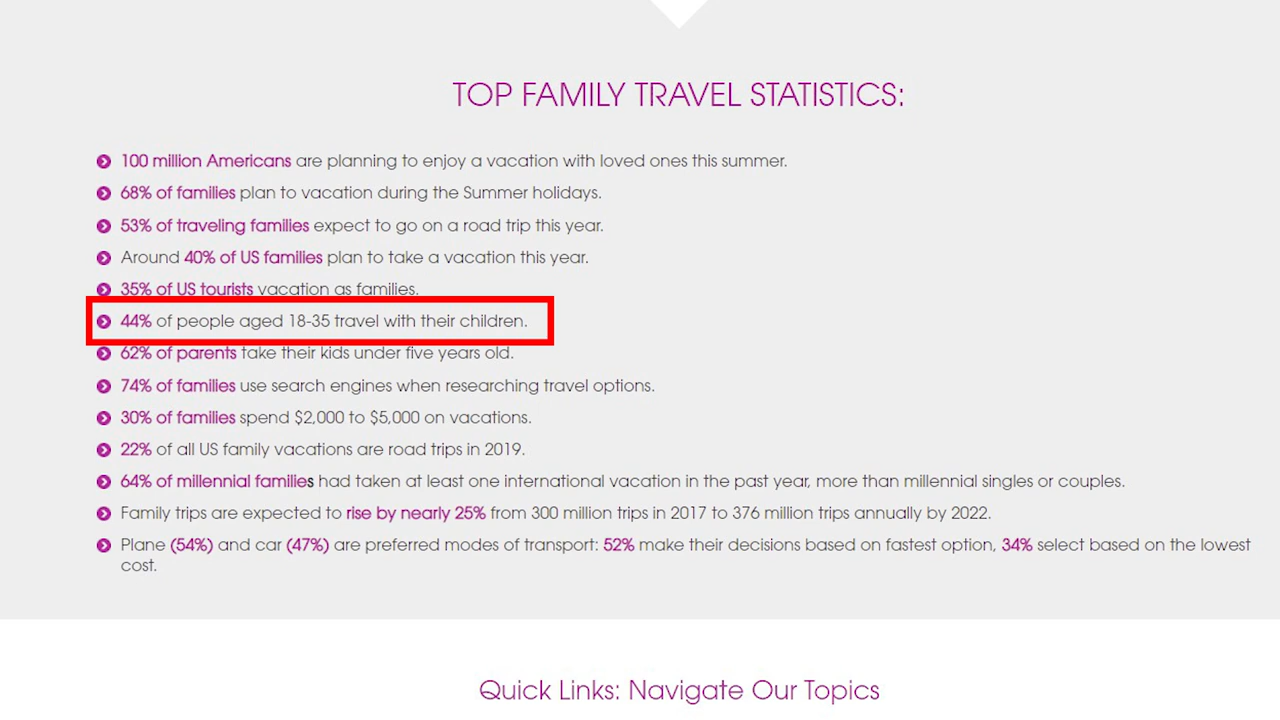 TOP FAMILY TRAVEL STATISTICS:
100 million Americans are planning to enjoy a vacation with loved ones this summer.
68% of families plan to vacation during the Summer holidays.
53% of traveling families expect to go on a road trip this year.
Around 40% of US families plan to take a vacation this year.
35% of US tourists vacation as families.
44% of people aged 18-35 travel with their children.
62% of parents take their kids under five years old.
74% of families use search engines when researching travel options.
30% of families spend $2,000 to $5,000 on vacations.
22% of all US family vacations are road trips in 2019.
64% of millennial families had taken at least one international vacation in the past year, more than millennial singles or couples.
Family trips are expected to rise by nearly 25% from 300 million trips in 2017 to 376 million trips annually by 2022.
Plane (54%) and car (47%) are preferred modes of transport: 52% make their decisions based on fastest option, 34% select based on the lowest
cost.
Quick Links: Navigate Our Topics